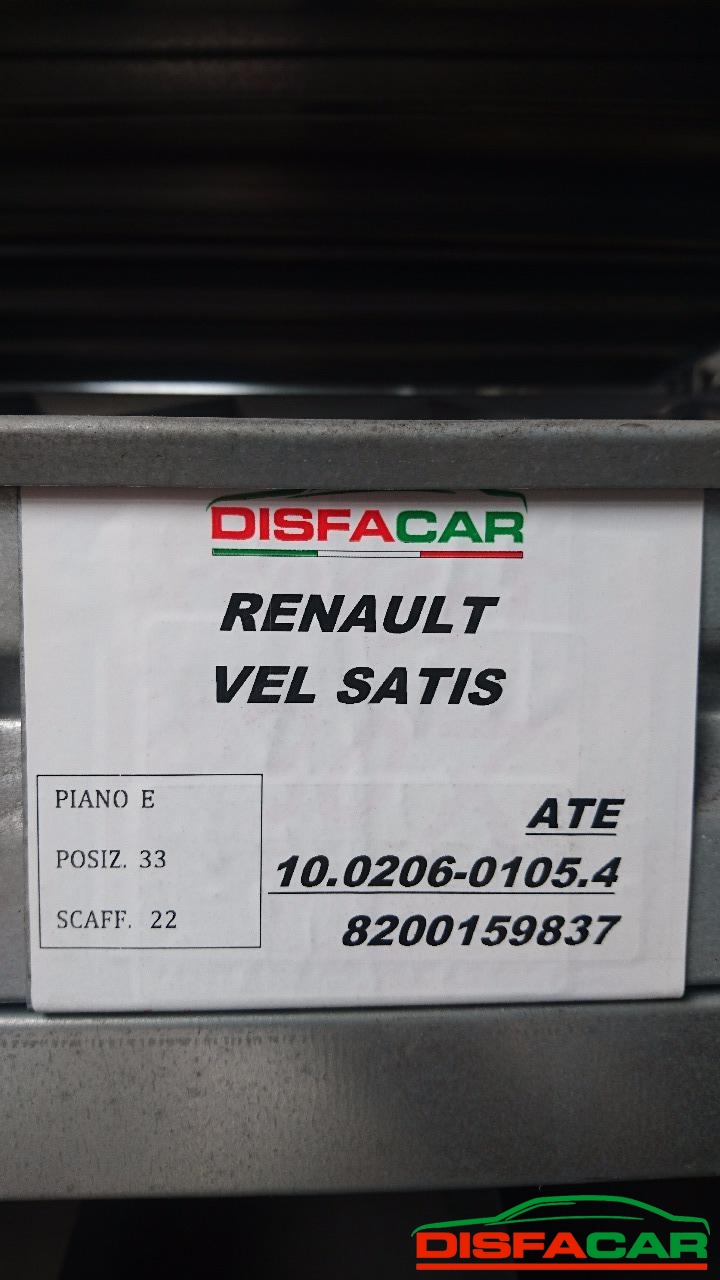 DISFACAR
RENAULT
VEL SATIS
PIANO E
POSIZ. 33
SCAFF. 22
ATE
10.0206-0105.4
8200159837
DISFACAR